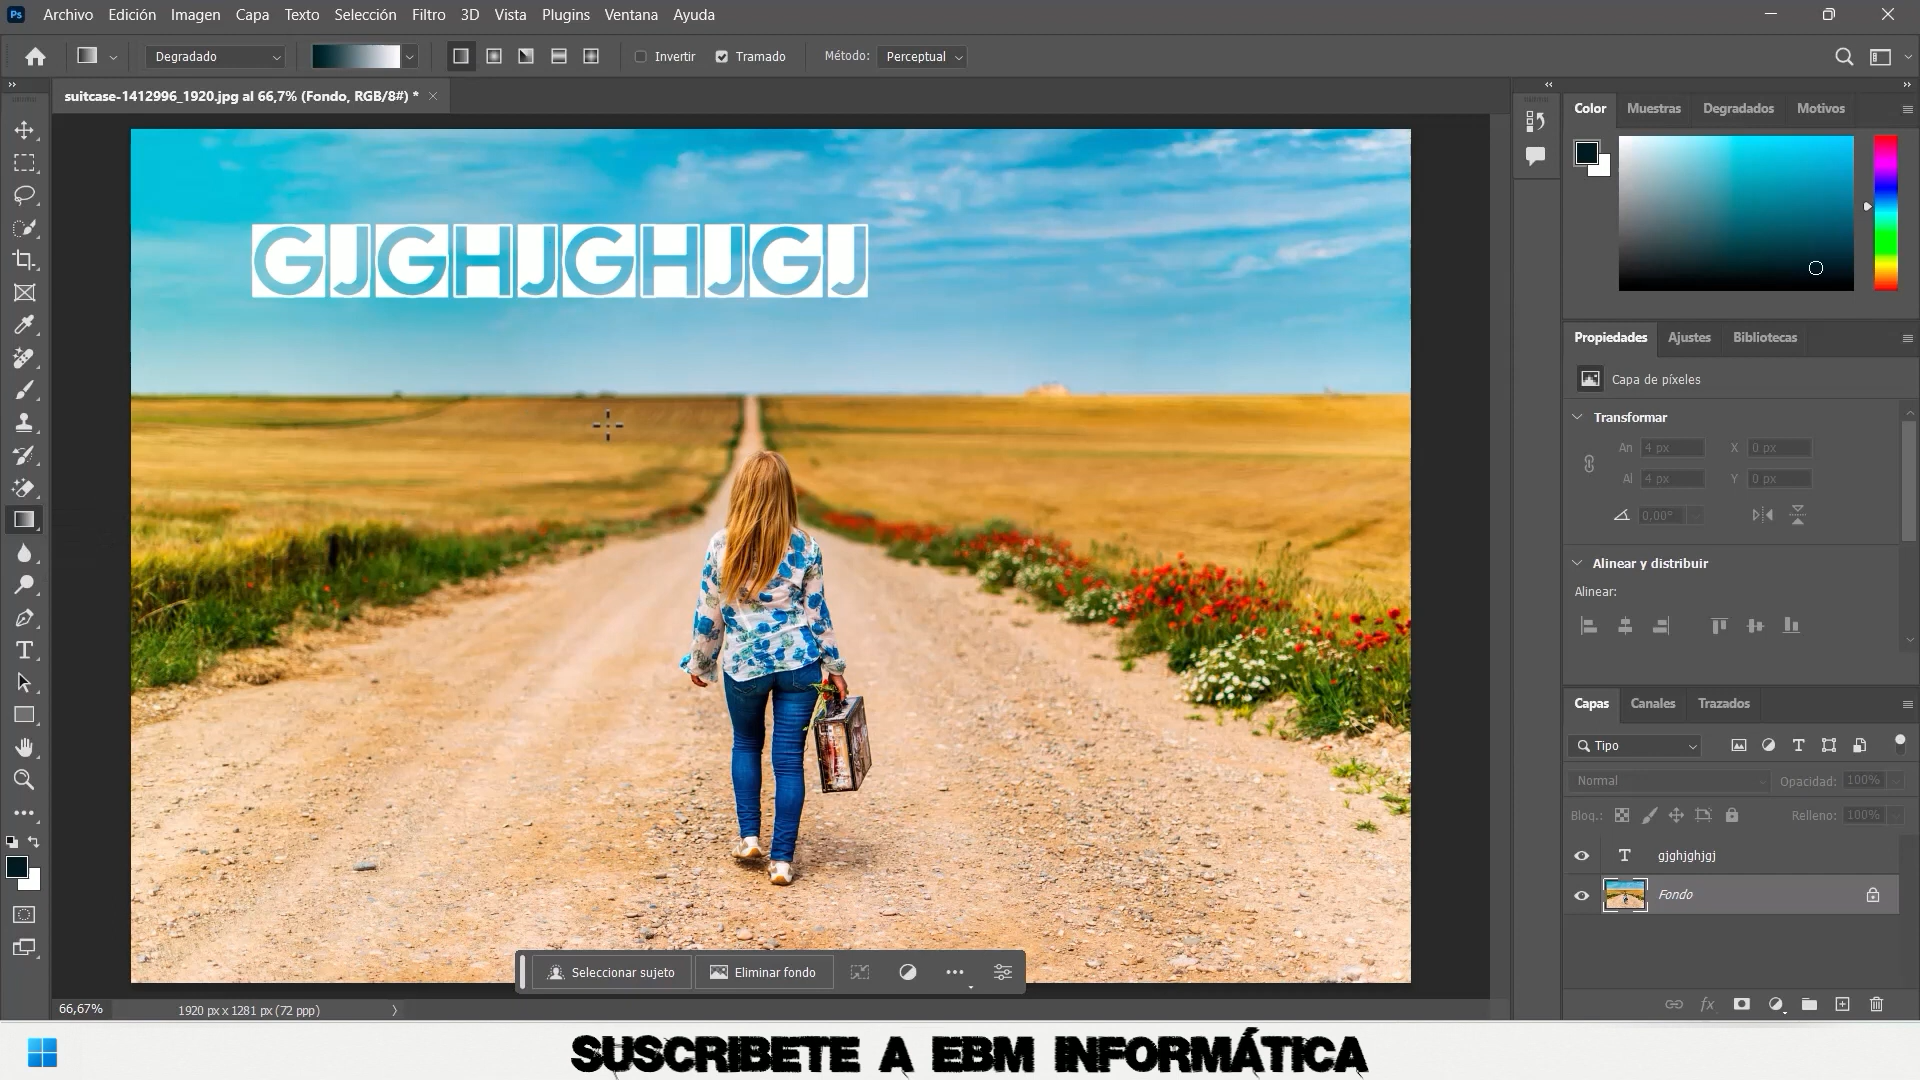 Ps Archivo Edición Imagen Capa Texto Selección Filtro 3D Vista Plugins Ventana Ayuda
Degradado Invertir Tramado Método: Perceptual
suitcase-1412996_1920.jpg al 66,7% (Fondo, RGB/8#) *
GJGHJGHJGJ
Seleccionar sujeto Eliminar fondo
66,67% 1920 px x 1281 px (72 ppp)
Color Muestras Degradados Motivos
Propiedades Ajustes Bibliotecas
Capa de píxeles
Transformar
An 4 px X 0 px
Al 4 px Y 0 px
0,00°
Alinear y distribuir
Alinear:
Capas Canales Trazados
Tipo
Normal Opacidad: 100%
Bloq.: Relleno: 100%
T gjghjghjgj
Fondo
fx
SUSCRIBETE A EBM INFORMÁTICA